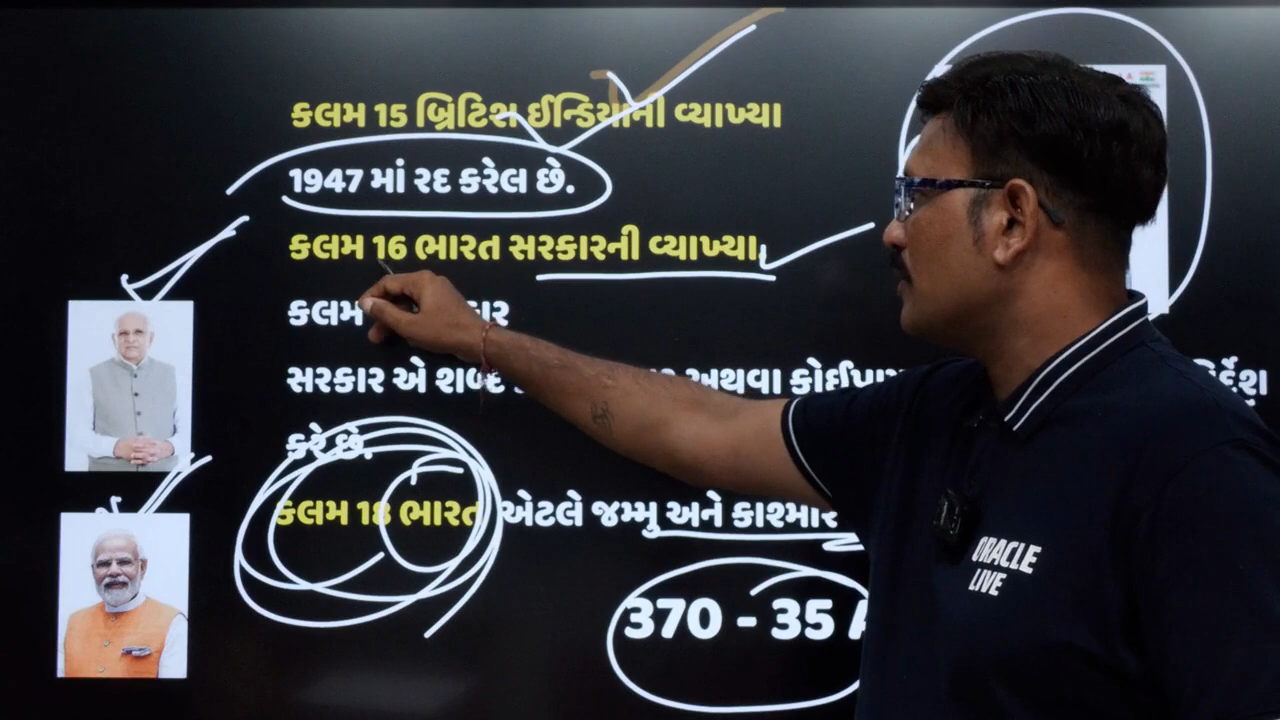 કલમ 15 બ્રિટિશ ઈન્ડિયાની વ્યાખ્યા
1947 માં રદ કરેલ છે.
કલમ 16 ભારત સરકારની વ્યાખ્યા
કલમ
સરકાર એ શબ્દ અથવા નિર્દેશ
કરે છે.
કલમ 18 ભારત એટલે જમ્મુ અને કાશ્મીર
370 - 35 A
ORACLE
LIVE